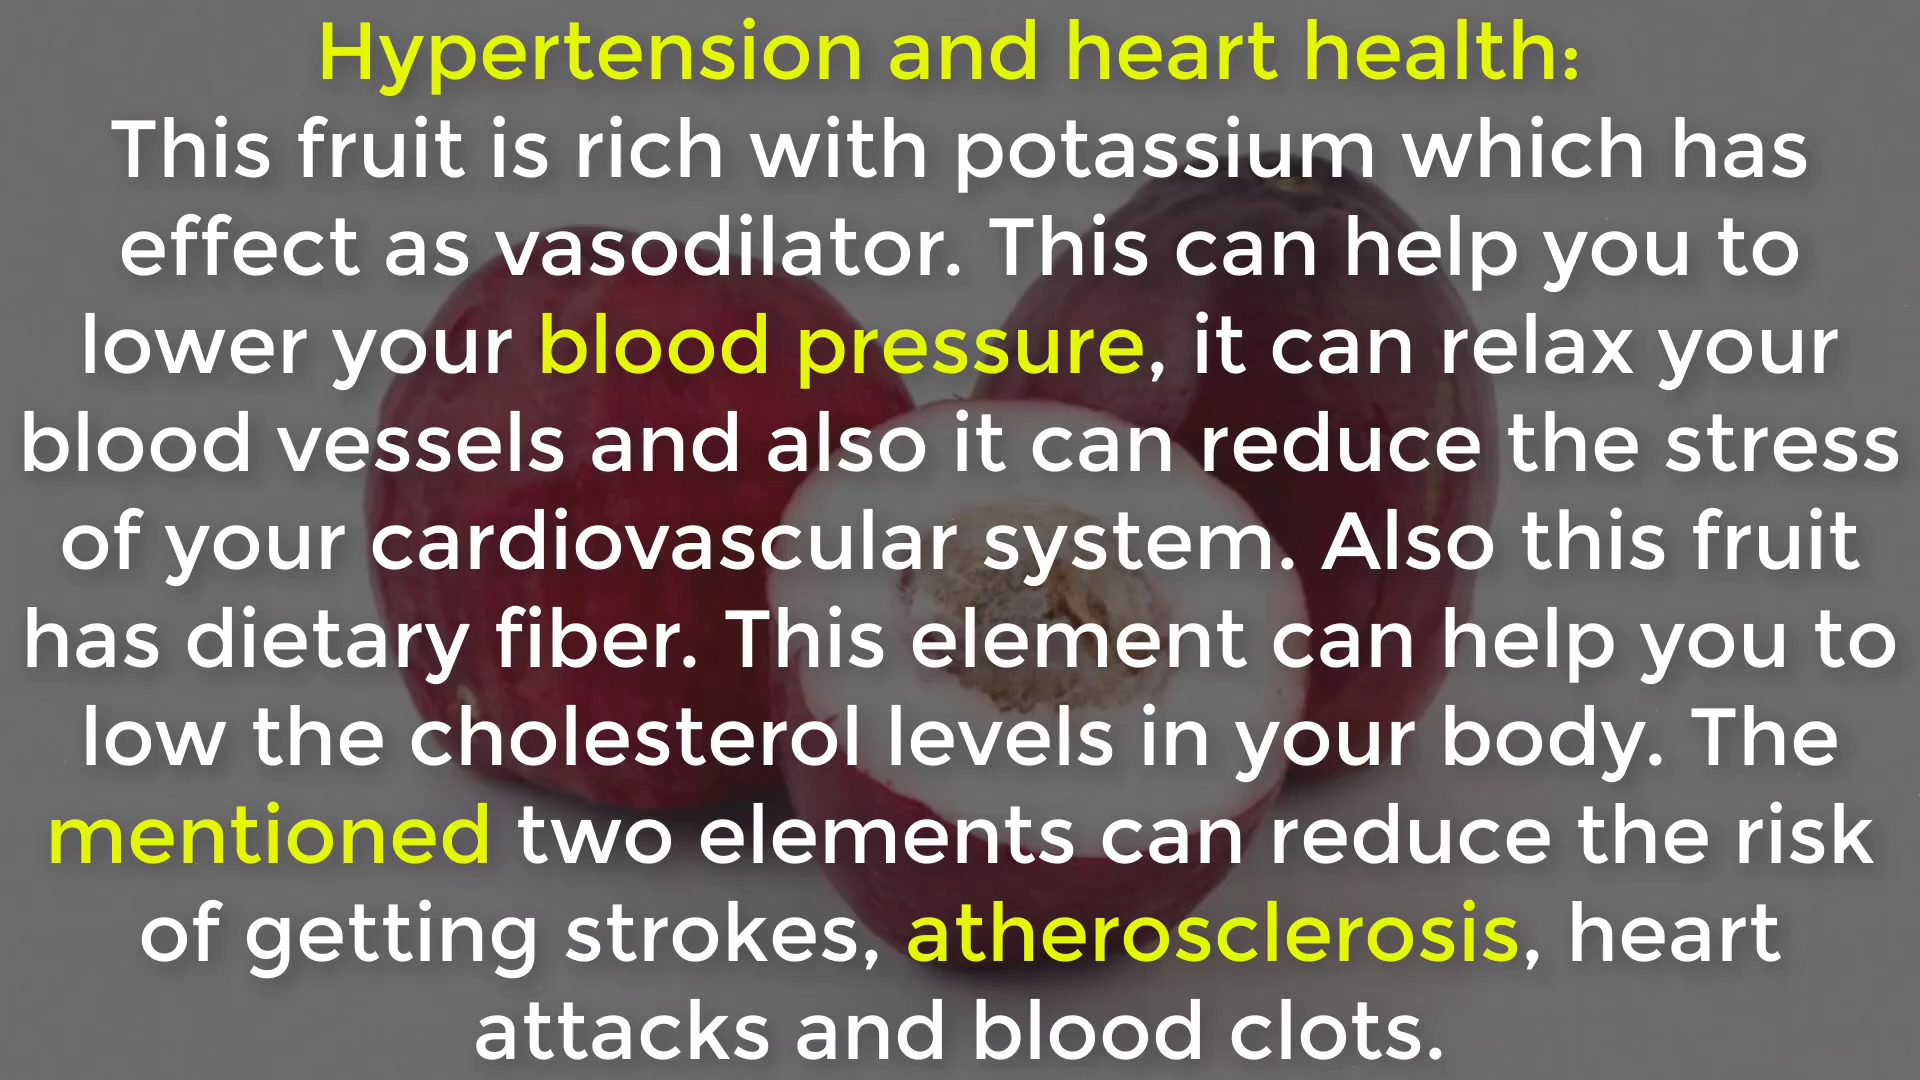 Hypertension and heart health:
This fruit is rich with potassium which has
effect as vasodilator. This can help you to
lower your blood pressure, it can relax your
blood vessels and also it can reduce the stress
of your cardiovascular system. Also this fruit
has dietary fiber. This element can help you to
low the cholesterol levels in your body. The
mentioned two elements can reduce the risk
of getting strokes, atherosclerosis, heart
attacks and blood clots.